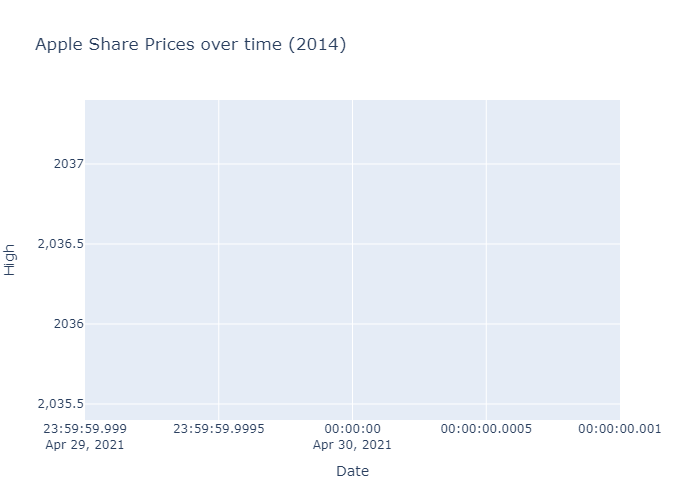 Apple Share Prices over time (2014)
2037
2,036.5
High
2036
2,035.5
23:59:59.999 23:59:59.9995 00:00:00 00:00:00.0005 00:00:00.001
Apr 29, 2021 Apr 30, 2021
Date